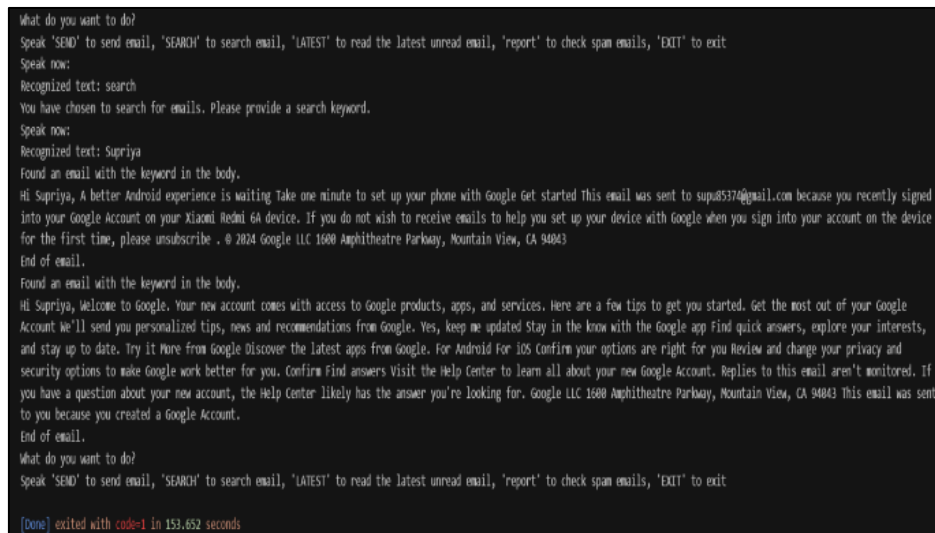 What do you want to do?
Speak 'SEND' to send email, 'SEARCH' to search email, 'LATEST' to read the latest unread email, 'report' to check spam emails, 'EXIT' to exit
Speak now:
Recognized text: search
You have chosen to search for emails. Please provide a search keyword.
Speak now:
Recognized text: Supriya
Found an email with the keyword in the body.
Hi Supriya, A better Android experience is waiting Take one minute to set up your phone with Google Get started This email was sent to supu85374@gmail.com because you recently signed
into your Google Account on your Xiaomi Redmi 6A device. If you do not wish to receive emails to help you set up your device with Google when you sign into your account on the device
for the first time, please unsubscribe . © 2024 Google LLC 1600 Amphitheatre Parkway, Mountain View, CA 94043
End of email.
Found an email with the keyword in the body.
Hi Supriya, Welcome to Google. Your new account comes with access to Google products, apps, and services. Here are a few tips to get you started. Get the most out of your Google
Account We'll send you personalized tips, news and recommendations from Google. Yes, keep me updated Stay in the know with the Google app Find quick answers, explore your interests,
and stay up to date. Try it More from Google Discover the latest apps from Google. For Android For iOS Confirm your options are right for you Review and change your privacy and
security options to make Google work better for you. Confirm Find answers Visit the Help Center to learn all about your new Google Account. Replies to this email aren't monitored. If
you have a question about your new account, the Help Center likely has the answer you're looking for. Google LLC 1600 Amphitheatre Parkway, Mountain View, CA 94043 This email was sent
to you because you created a Google Account.
End of email.
What do you want to do?
Speak 'SEND' to send email, 'SEARCH' to search email, 'LATEST' to read the latest unread email, 'report' to check spam emails, 'EXIT' to exit
[Done] exited with code=1 in 153.652 seconds